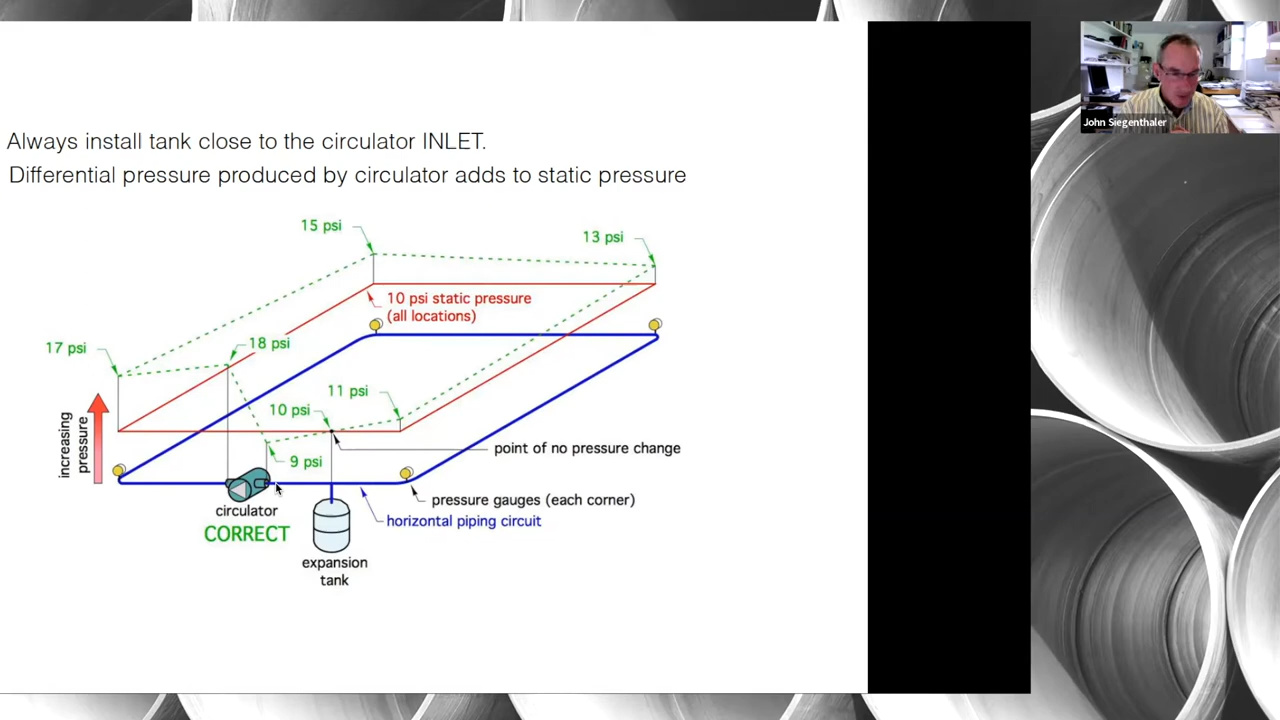 John Siegenthaler
Always install tank close to the circulator INLET.
Differential pressure produced by circulator adds to static pressure
15 psi
13 psi
10 psi static pressure
(all locations)
17 psi
18 psi
11 psi
10 psi
increasing
pressure
point of no pressure change
9 psi
pressure gauges (each corner)
circulator
horizontal piping circuit
CORRECT
expansion
tank